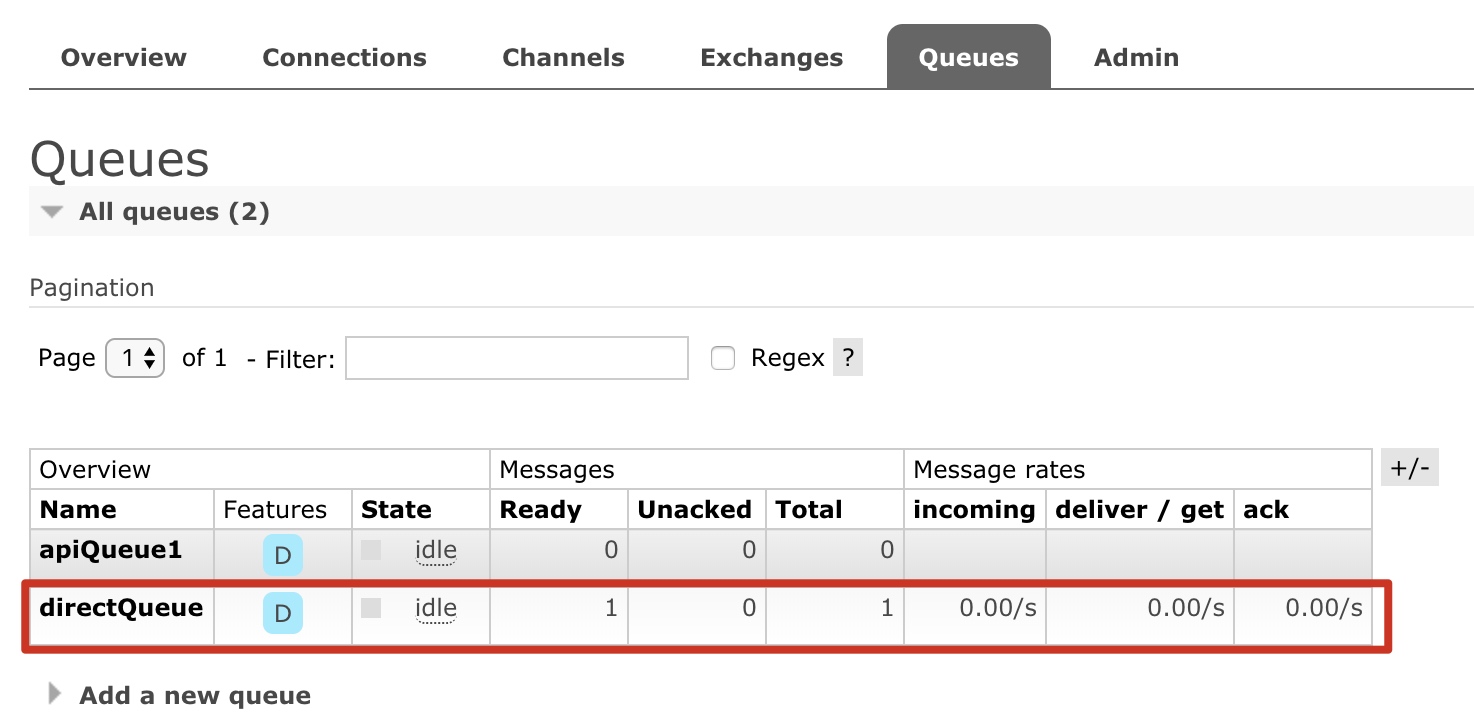 Overview Connections Channels Exchanges Queues Admin
Queues
All queues (2)
Pagination
Page 1 of 1 - Filter: Regex ?
Overview Messages Message rates +/-
Name Features State Ready Unacked Total incoming deliver / get ack
apiQueue1 D idle 0 0 0
directQueue D idle 1 0 1 0.00/s 0.00/s 0.00/s
Add a new queue